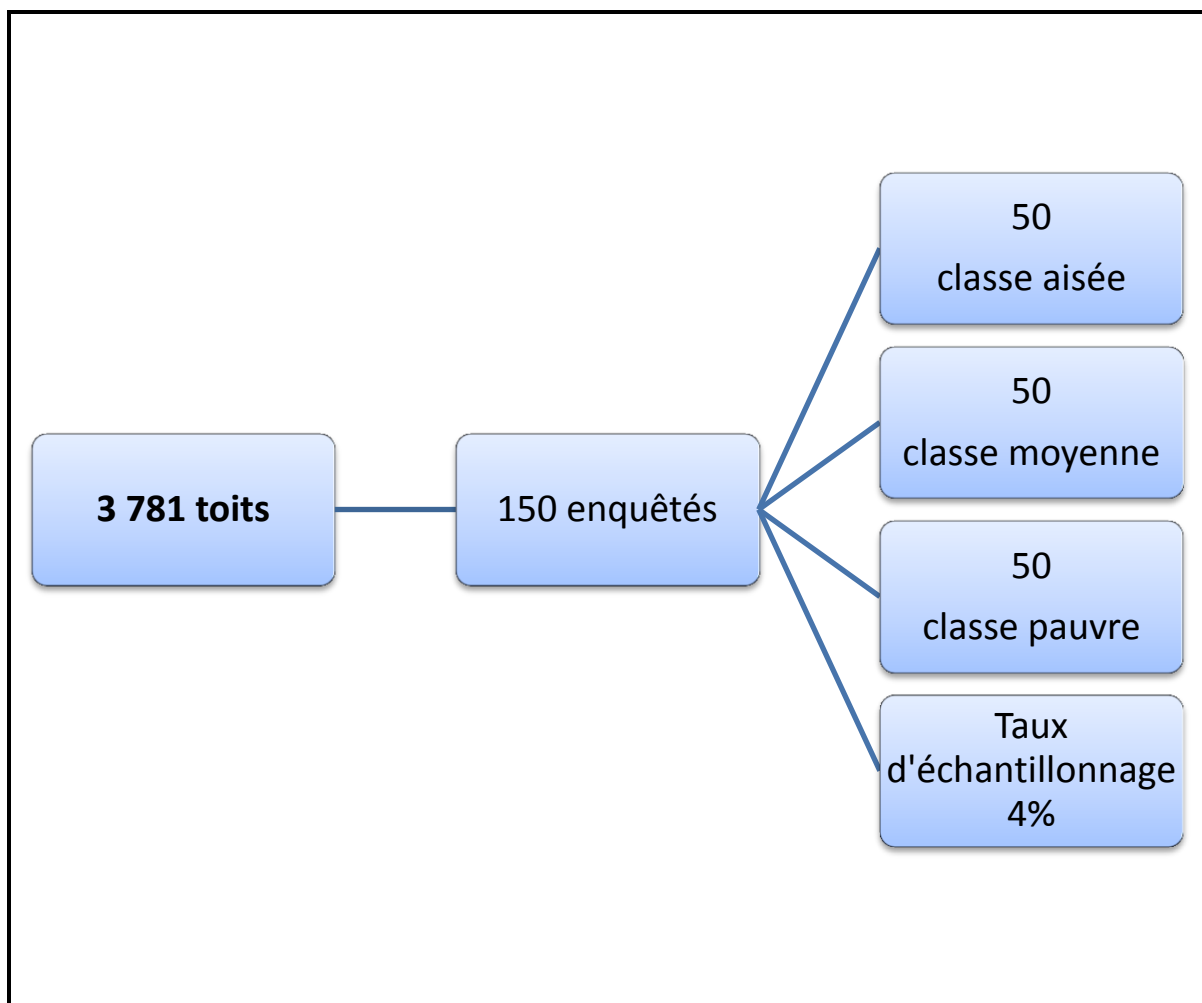 3 781 toits
150 enquêtés
50
classe aisée
50
classe moyenne
50
classe pauvre
Taux
d'échantillonnage
4%